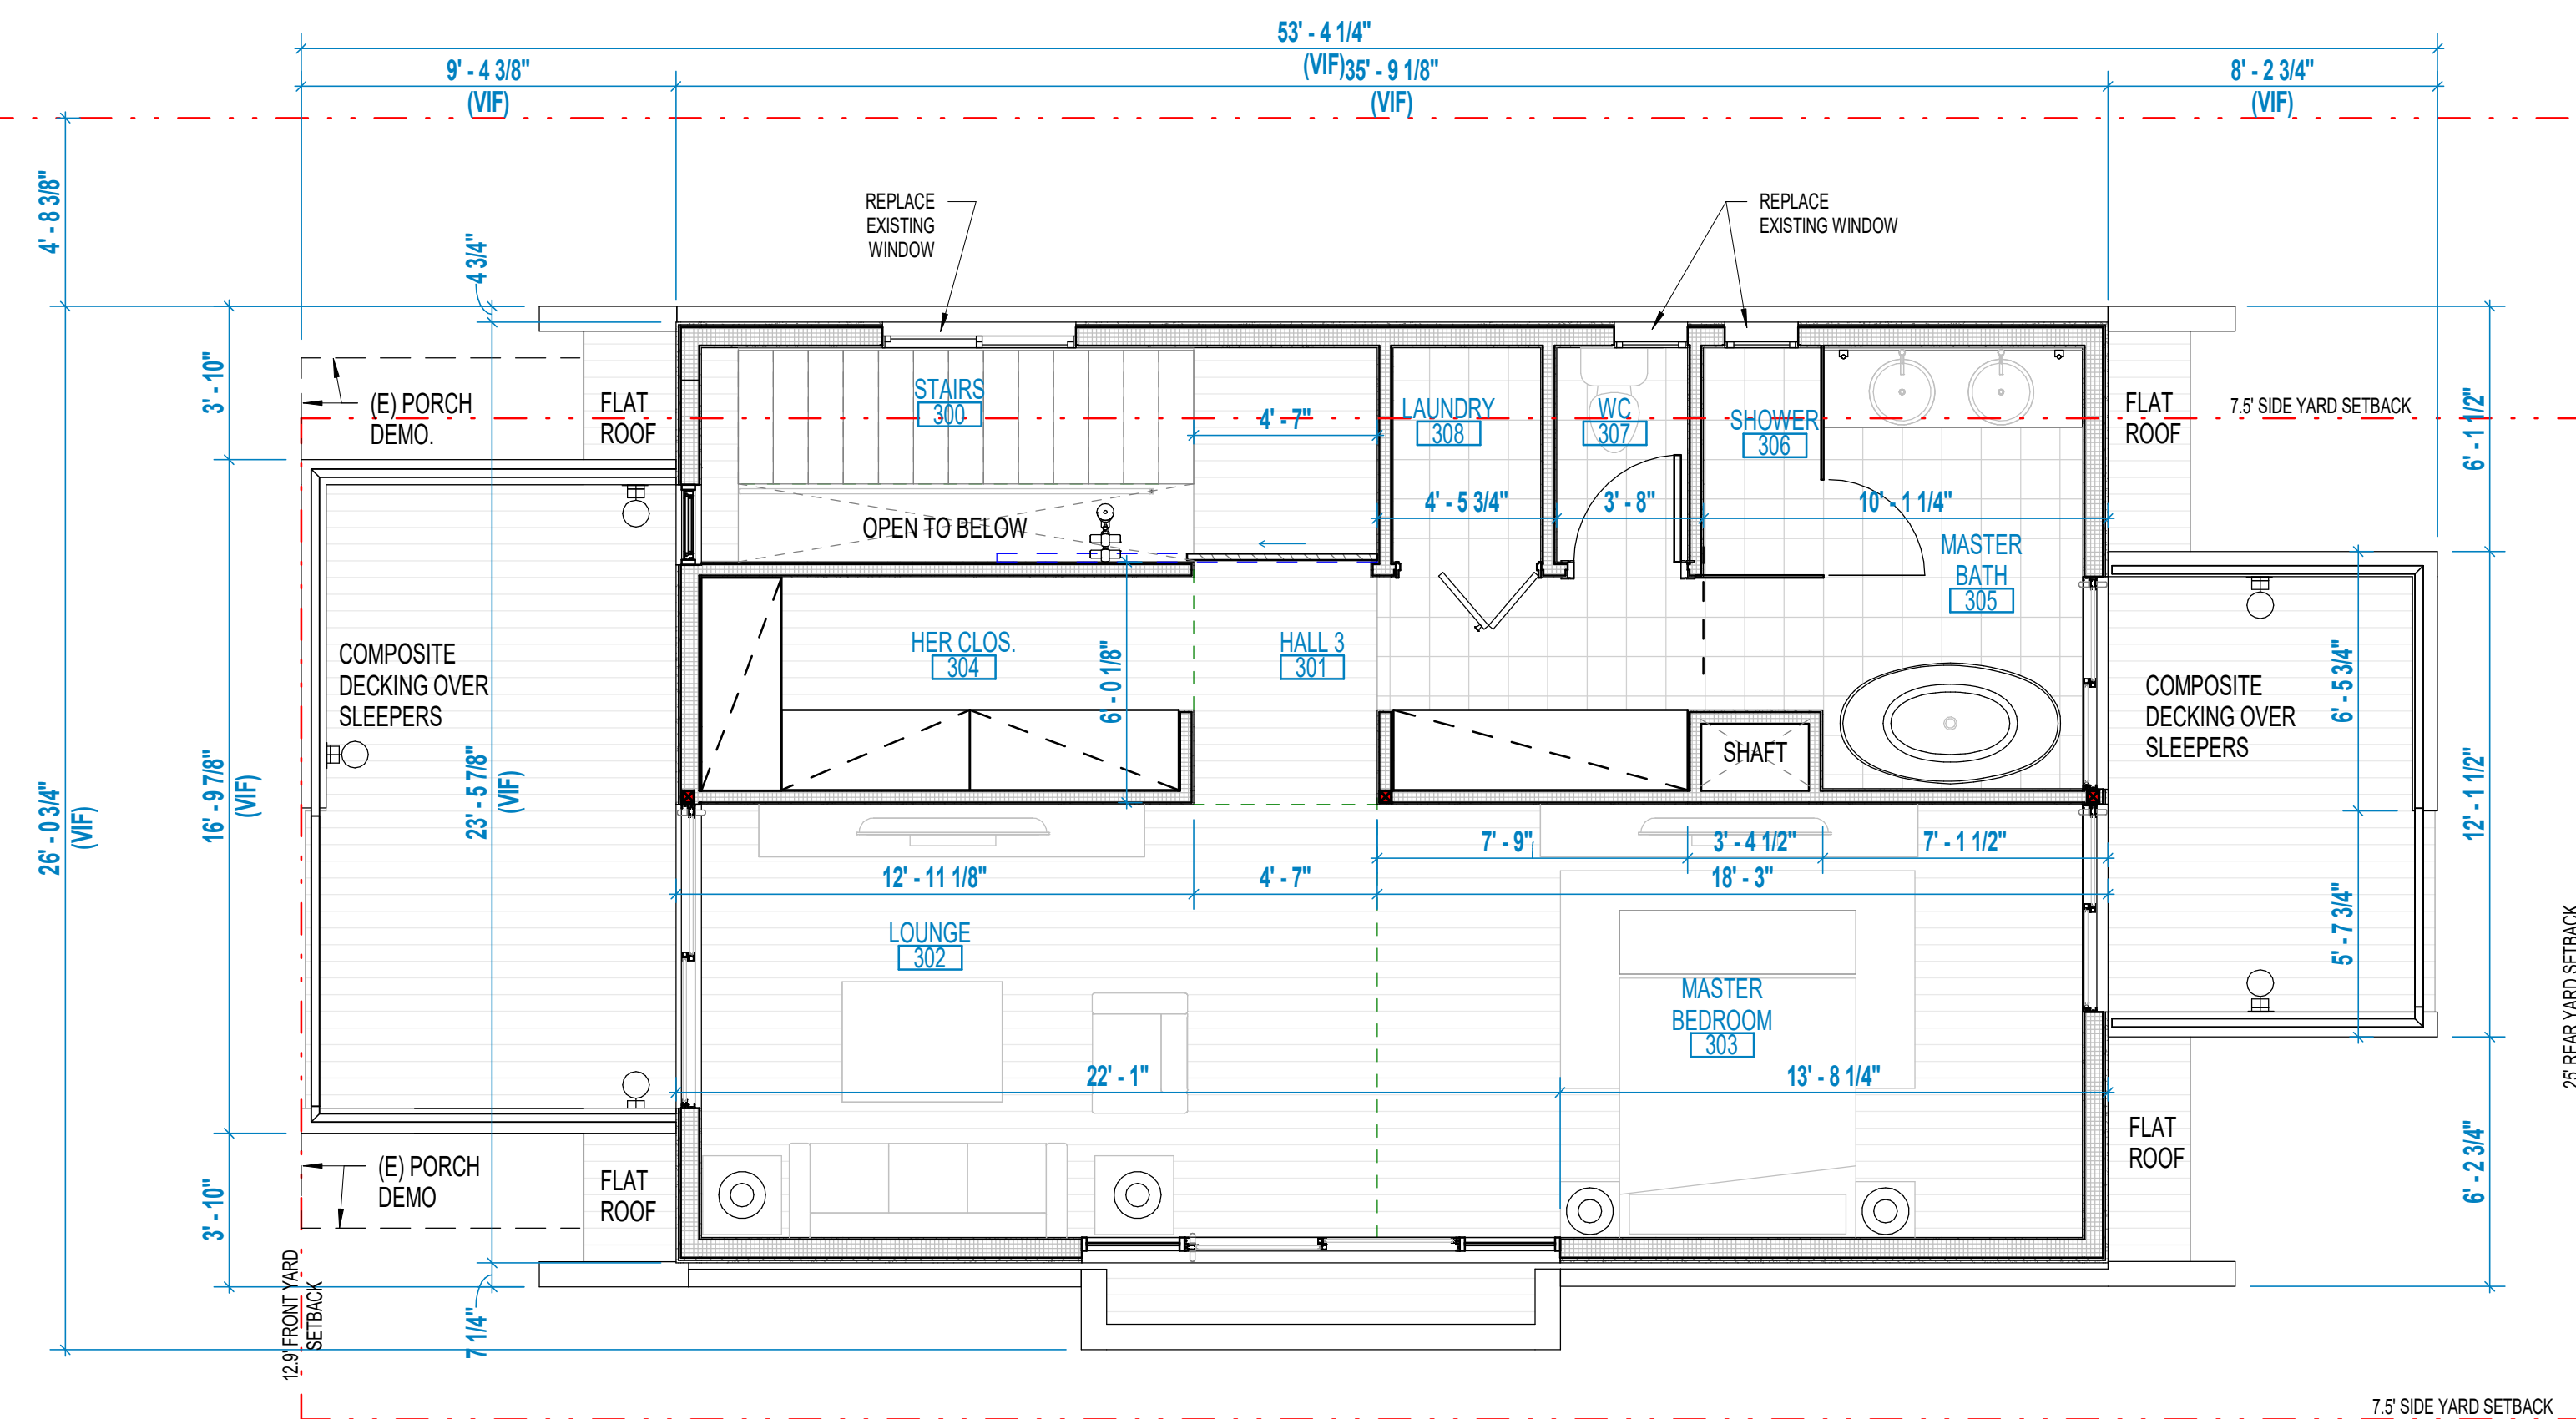 53' - 4 1/4"
(VIF)
9' - 4 3/8"
(VIF)
35' - 9 1/8"
(VIF)
8' - 2 3/4"
(VIF)
4' - 8 3/8"
4 3/4"
REPLACE
EXISTING
WINDOW
REPLACE
EXISTING WINDOW
3' - 10"
(E) PORCH
DEMO.
FLAT
ROOF
STAIRS
300
4' - 7"
LAUNDRY
308
WC
307
SHOWER
306
FLAT
ROOF
7.5' SIDE YARD SETBACK
6' - 1 1/2"
OPEN TO BELOW
4' - 5 3/4"
3' - 8"
10' - 1 1/4"
MASTER
BATH
305
COMPOSITE
DECKING OVER
SLEEPERS
HER CLOS.
304
6' - 0 1/8"
HALL 3
301
SHAFT
COMPOSITE
DECKING OVER
SLEEPERS
6' - 5 3/4"
26' - 0 3/4"
(VIF)
16' - 9 7/8"
(VIF)
23' - 5 7/8"
(VIF)
12' - 1 1/2"
7' - 9"
3' - 4 1/2"
7' - 1 1/2"
12' - 11 1/8"
4' - 7"
18' - 3"
5' - 7 3/4"
LOUNGE
302
MASTER
BEDROOM
303
25' REAR YARD SETBACK
22' - 1"
13' - 8 1/4"
(E) PORCH
DEMO
FLAT
ROOF
FLAT
ROOF
3' - 10"
6' - 2 3/4"
12.9' FRONT YARD
SETBACK
7 1/4"
7.5' SIDE YARD SETBACK